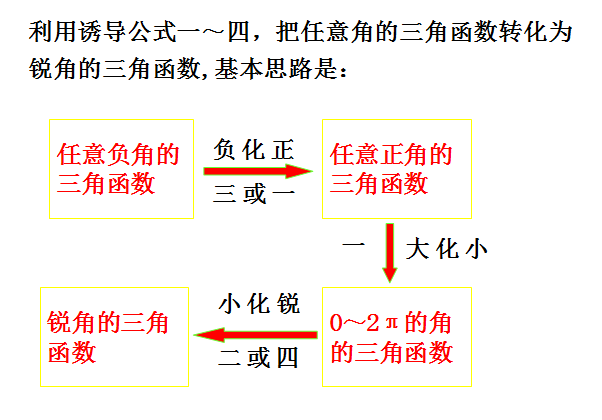 利用诱导公式一～四，把任意角的三角函数转化为
锐角的三角函数,基本思路是：
任意负角的
三角函数
负化正
三或一
任意正角的
三角函数
一
大化小
0～2π的角
的三角函数
小化锐
二或四
锐角的三角
函数